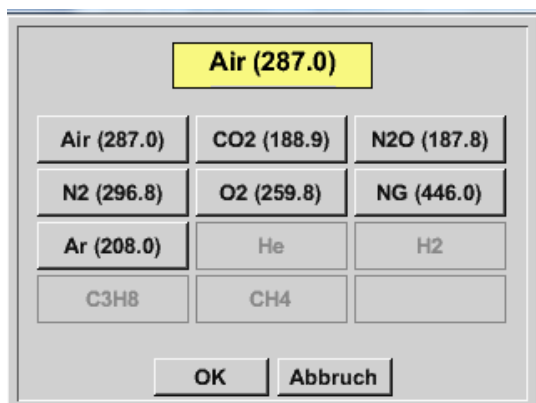 Air (287.0)
Air (287.0) CO2 (188.9) N2O (187.8)
N2 (296.8) O2 (259.8) NG (446.0)
Ar (208.0) He H2
C3H8 CH4
OK Abbruch